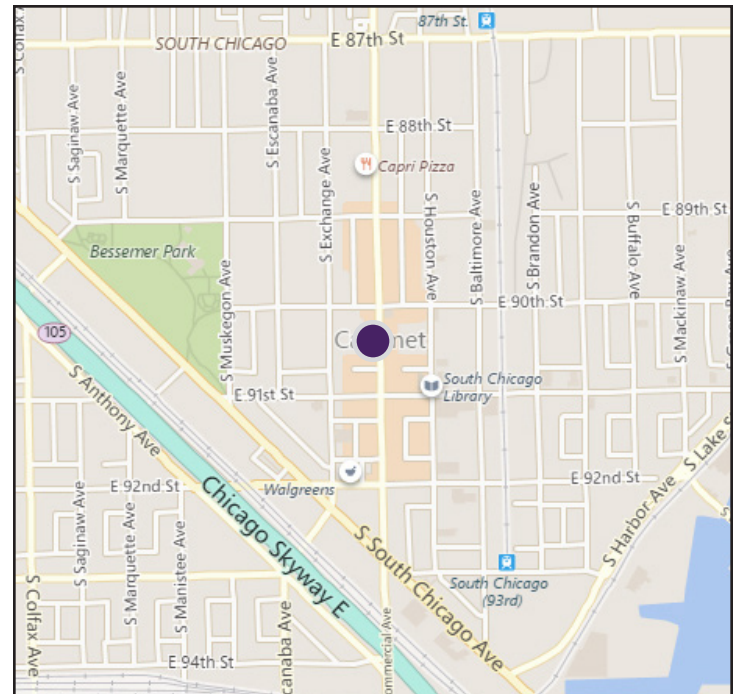 87th St.
SOUTH CHICAGO
E 87th St
S Colfax
S Saginaw Ave
S Marquette Ave
S Escanaba Ave
E 88th St
S Exchange Ave
Capri Pizza
S Houston Ave
S Baltimore Ave
S Brandon Ave
E 89th St
S Buffalo Ave
S Mackinaw Ave
Bessemer Park
S Muskegon Ave
E 90th St
105
S Anthony Ave
South Chicago
Library
E 91st St
E 92nd St
Walgreens
E 92nd St
S Lake
S Harbor Ave
Chicago Skyway E
S South Chicago Ave
South Chicago
(93rd)
S Colfax Ave
S Saginaw Ave
S Marquette Ave
S Manistee Ave
E 94th St
canaba Ave
ommercial Ave